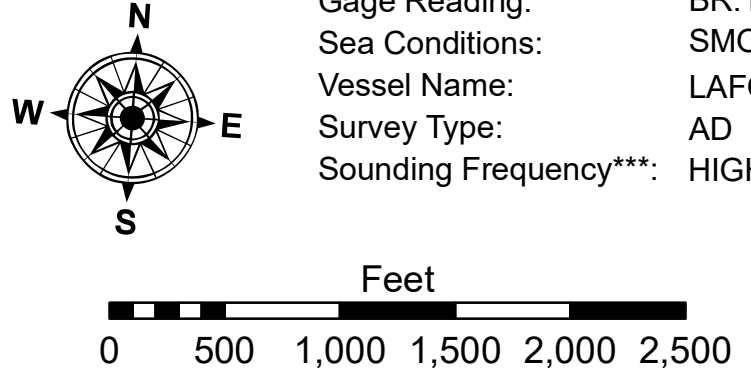 N
W E
S
Gage Reading: BR.
Sea Conditions:
Vessel Name:
Survey Type: AD
Sounding Frequency***:
Feet
0 500 1,000 1,500 2,000 2,500